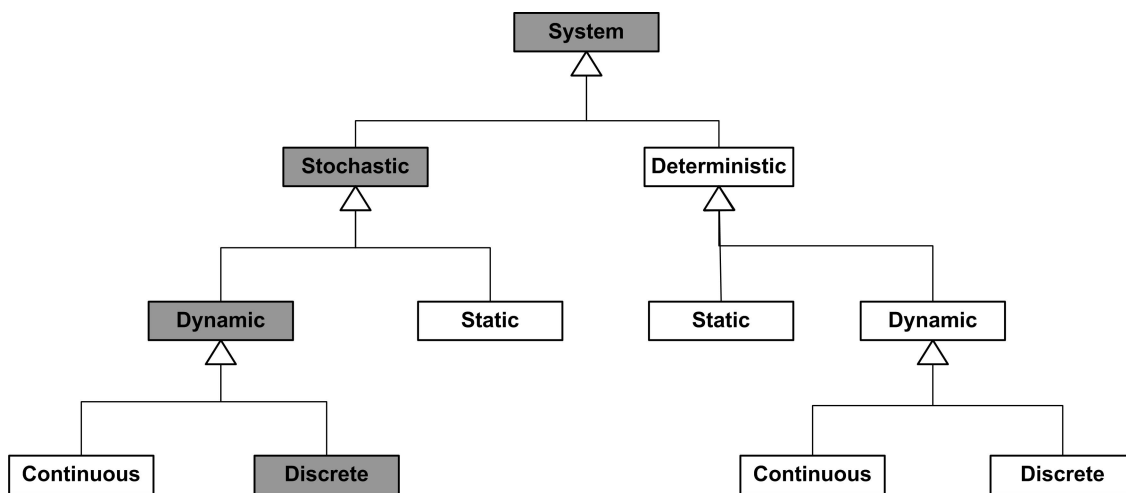 System
Stochastic
Deterministic
Dynamic
Static
Static
Dynamic
Continuous
Discrete
Continuous
Discrete